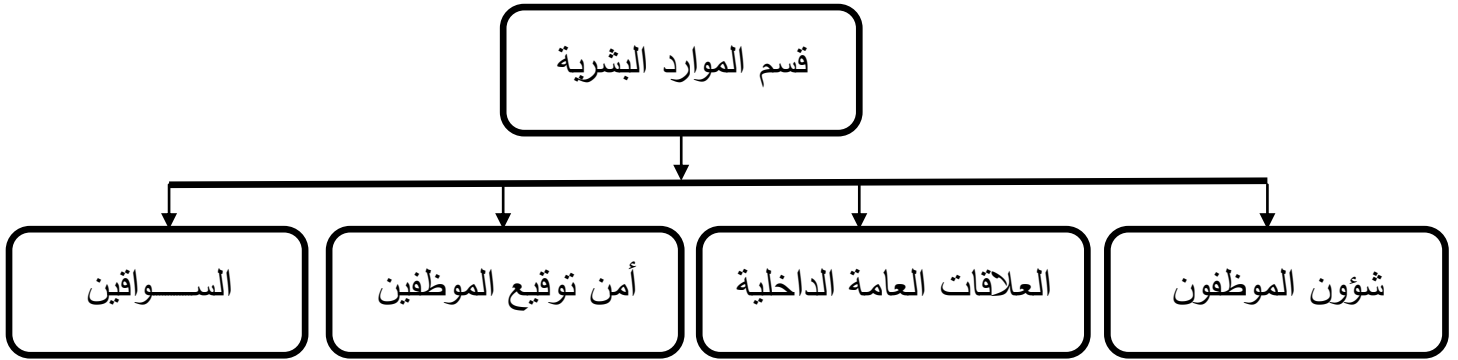 قسم الموارد البشرية
شؤون الموظفون
العلاقات العامة الداخلية
أمن توقيع الموظفين
الســـــواقين